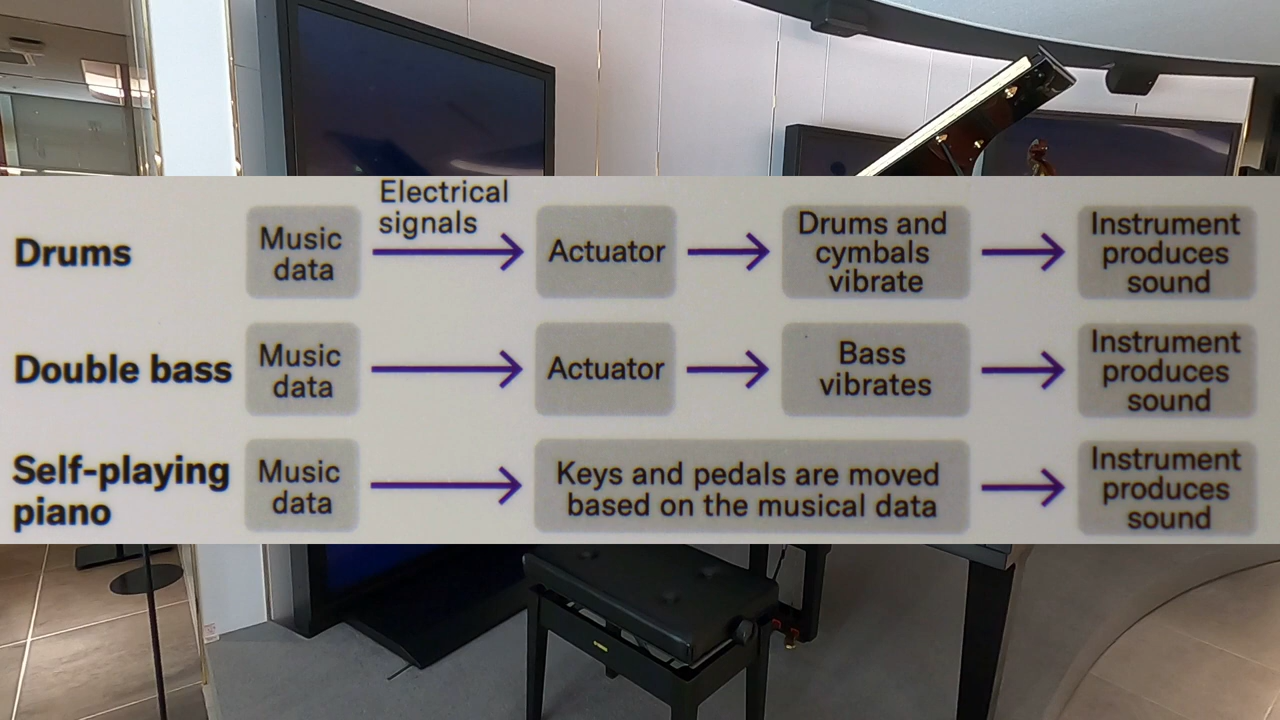 Drums
Music
data
Electrical
signals
Actuator
Drums and
cymbals
vibrate
Instrument
produces
sound
Double bass
Music
data
Actuator
Bass
vibrates
Instrument
produces
sound
Self-playing
piano
Music
data
Keys and pedals are moved
based on the musical data
Instrument
produces
sound